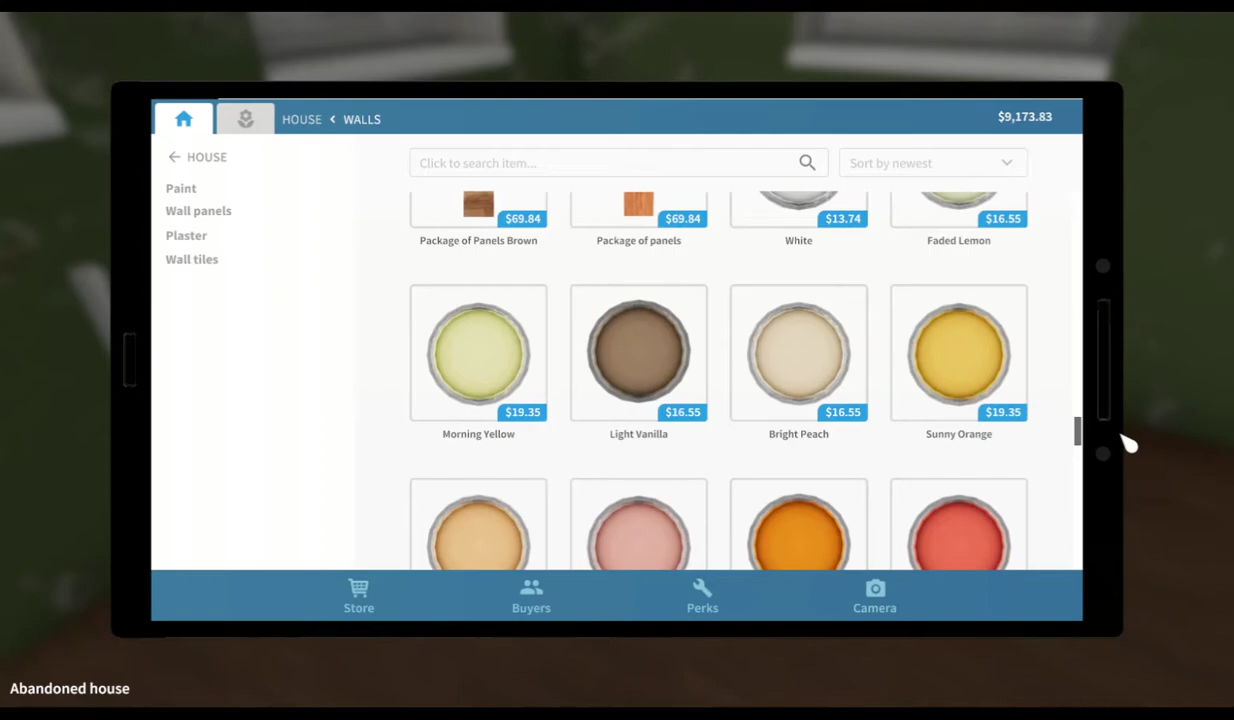 HOUSE < WALLS
$9,173.83
HOUSE
Click to search item...
Sort by newest
Paint
Wall panels
Plaster
Wall tiles
$69.84
$69.84
$13.74
$16.55
Package of Panels Brown
Package of panels
White
Faded Lemon
$19.35
$16.55
$16.55
$19.35
Morning Yellow
Light Vanilla
Bright Peach
Sunny Orange
Store
Buyers
Perks
Camera
Abandoned house